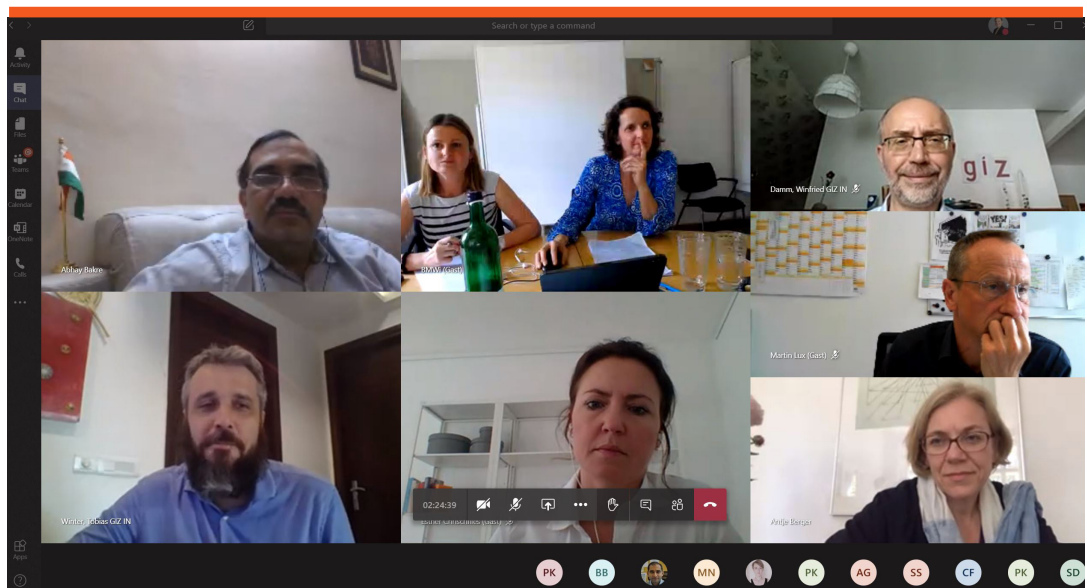 Search or type a command
Activity
Chat
Files
Teams
Calendar
OneNote
Calls
Apps
Abhay Bakre
BMWi (Gast)
Damm, Winfried GIZ IN
giz
Martin Lux (Gast)
Winter, Tobias GIZ IN
02:24:39
(Gast)
Antje Berger
PK
BB
MN
PK
AG
SS
CF
PK
SD